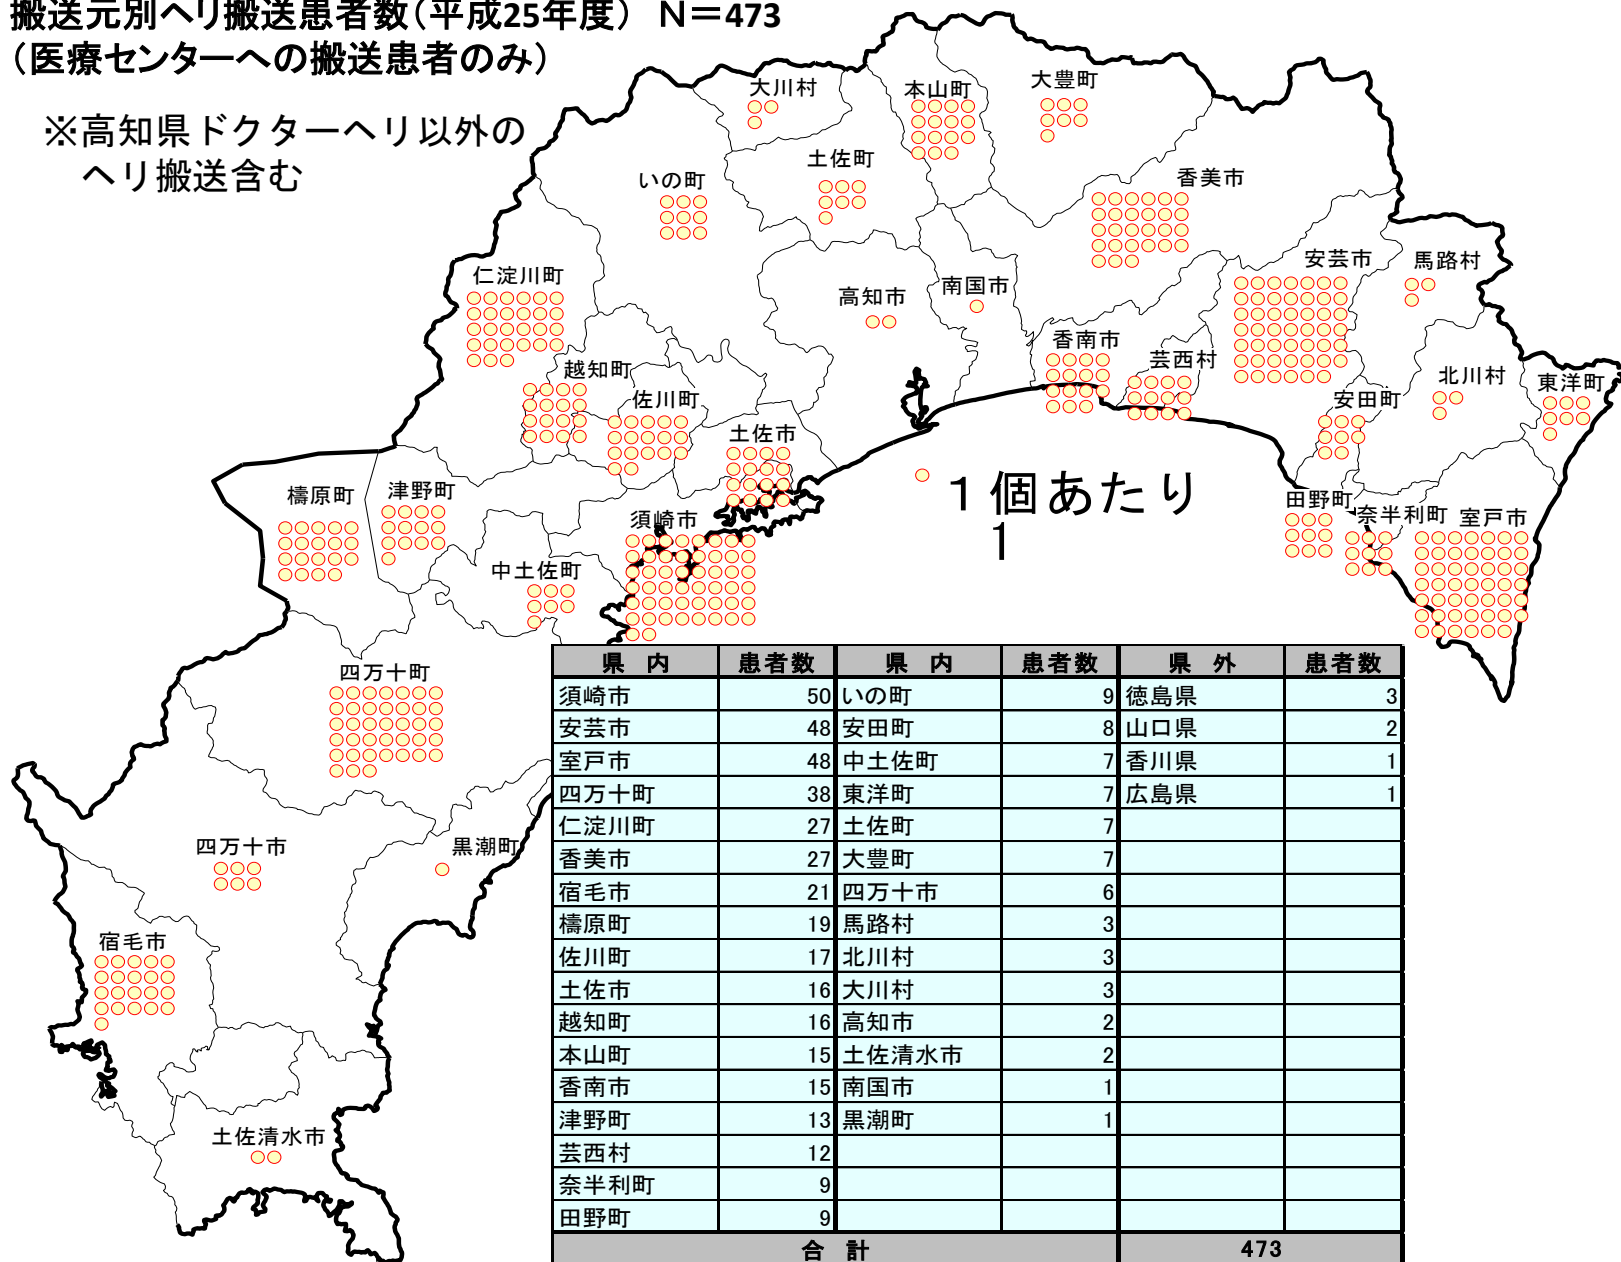 搬送元別ヘリ搬送患者数（平成25年度） N＝473
（医療センターへの搬送患者のみ）
※高知県ドクターヘリ以外の
ヘリ搬送含む
大川村
本山町
大豊町
土佐町
いの町
香美市
仁淀川町
高知市
南国市
安芸市
馬路村
越知町
佐川町
土佐市
香南市
芸西村
安田町
北川村
東洋町
檮原町
津野町
須崎市
中土佐町
田野町
奈半利町
室戸市
１個あたり
1
四万十町
四万十市
黒潮町
宿毛市
土佐清水市
県 内 患者数 県 内 患者数 県 外 患者数
須崎市 50 いの町 9 徳島県 3
安芸市 48 安田町 8 山口県 2
室戸市 48 中土佐町 7 香川県 1
四万十町 38 東洋町 7 広島県 1
仁淀川町 27 土佐町 7
香美市 27 大豊町 7
宿毛市 21 四万十市 6
檮原町 19 馬路村 3
佐川町 17 北川村 3
土佐市 16 大川村 3
越知町 16 高知市 2
本山町 15 土佐清水市 2
香南市 15 南国市 1
津野町 13 黒潮町 1
芸西村 12
奈半利町 9
田野町 9
合 計 473